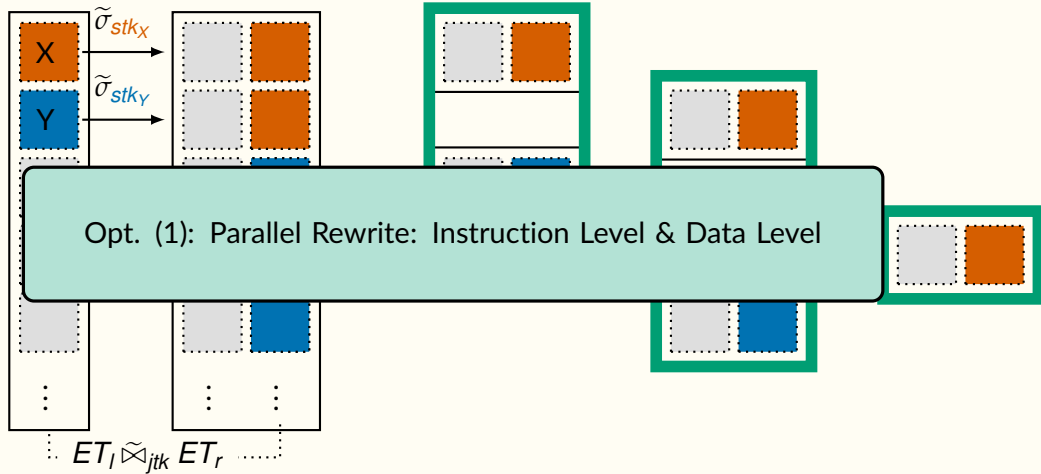 σ̃stkX
X
σ̃stkY
Y
Opt. (1): Parallel Rewrite: Instruction Level & Data Level
⋮ ⋮ ⋮
ETl ⋈̃jtk ETr